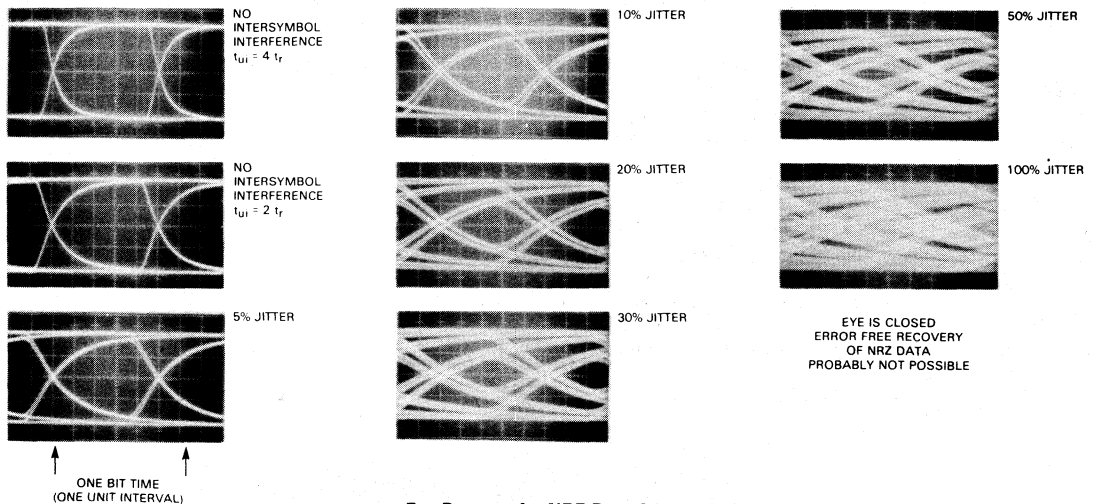 NO
INTERSYMBOL
INTERFERENCE
tui = 4 tr
NO
INTERSYMBOL
INTERFERENCE
tui = 2 tr
5% JITTER
ONE BIT TIME
(ONE UNIT INTERVAL)
10% JITTER
20% JITTER
30% JITTER
50% JITTER
100% JITTER
EYE IS CLOSED
ERROR FREE RECOVERY
OF NRZ DATA
PROBABLY NOT POSSIBLE